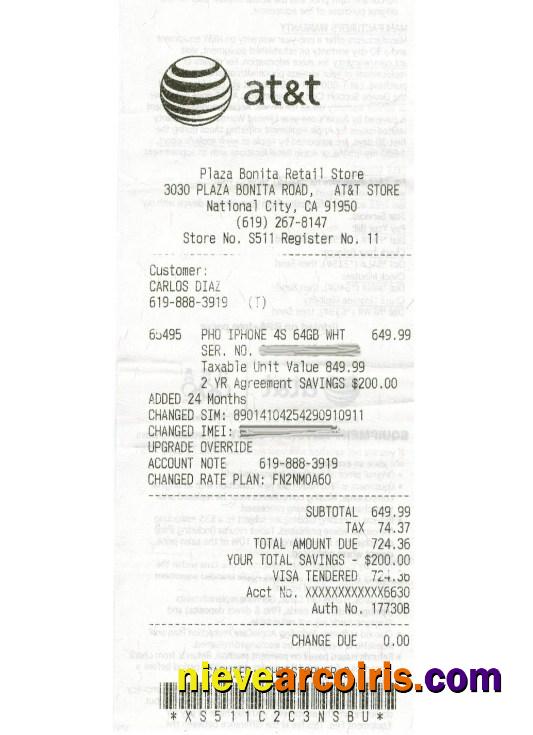 at&t
Plaza Bonita Retail Store
3030 PLAZA BONITA ROAD, AT&T STORE
National City, CA 91950
(619) 267-8147
Store No. S511 Register No. 11
Customer:
CARLOS DIAZ
619-888-3919 (T)
65495 PHO IPHONE 4S 64GB WHT 649.99
SER. NO.
Taxable Unit Value 849.99
2 YR Agreement SAVINGS $200.00
ADDED 24 Months
CHANGED SIM: 89014104254290910911
CHANGED IMEI:
UPGRADE OVERRIDE
ACCOUNT NOTE 619-888-3919
CHANGED RATE PLAN: FN2NMOA60
SUBTOTAL 649.99
TAX 74.37
TOTAL AMOUNT DUE 724.36
YOUR TOTAL SAVINGS - $200.00
VISA TENDERED 724.36
Acct No. XXXXXXXXXXXX6630
Auth No. 17730B
CHANGE DUE 0.00
nievearcoiris.com
*XS511C2C3NSBU*